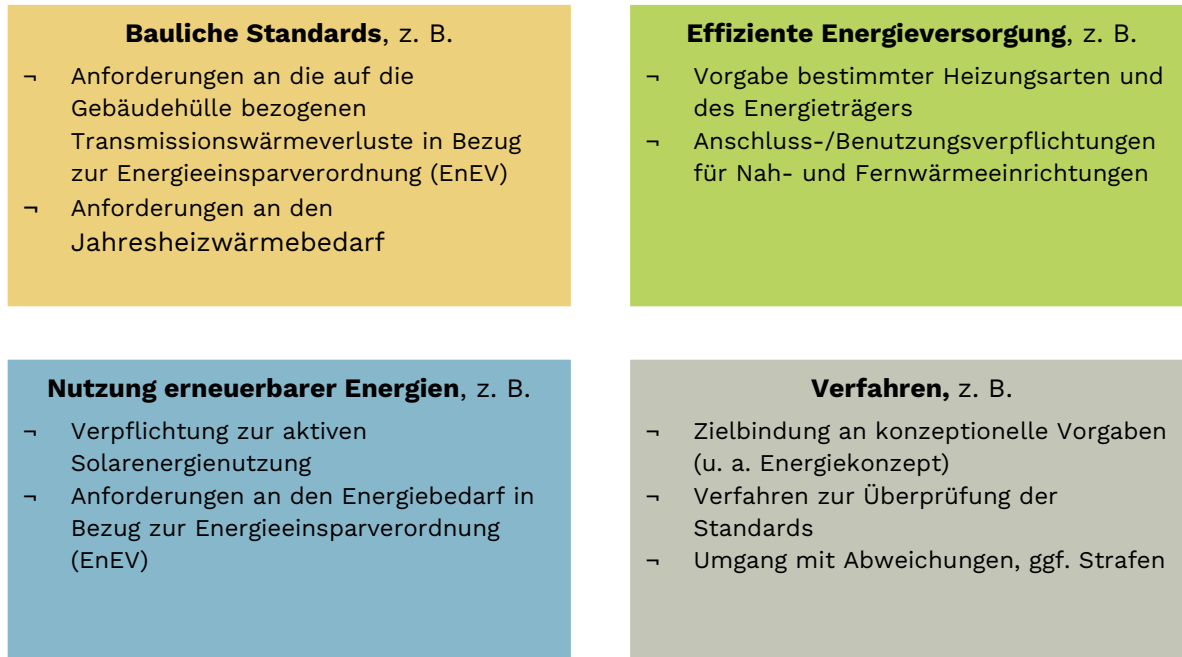 Bauliche Standards, z. B.
¬ Anforderungen an die auf die
Gebäudehülle bezogenen
Transmissionswärmeverluste in Bezug
zur Energieeinsparverordnung (EnEV)
¬ Anforderungen an den
Jahresheizwärmebedarf
Effiziente Energieversorgung, z. B.
¬ Vorgabe bestimmter Heizungsarten und
des Energieträgers
¬ Anschluss-/Benutzungsverpflichtungen
für Nah- und Fernwärmeeinrichtungen
Nutzung erneuerbarer Energien, z. B.
¬ Verpflichtung zur aktiven
Solarenergienutzung
¬ Anforderungen an den Energiebedarf in
Bezug zur Energieeinsparverordnung
(EnEV)
Verfahren, z. B.
¬ Zielbindung an konzeptionelle Vorgaben
(u. a. Energiekonzept)
¬ Verfahren zur Überprüfung der
Standards
¬ Umgang mit Abweichungen, ggf. Strafen